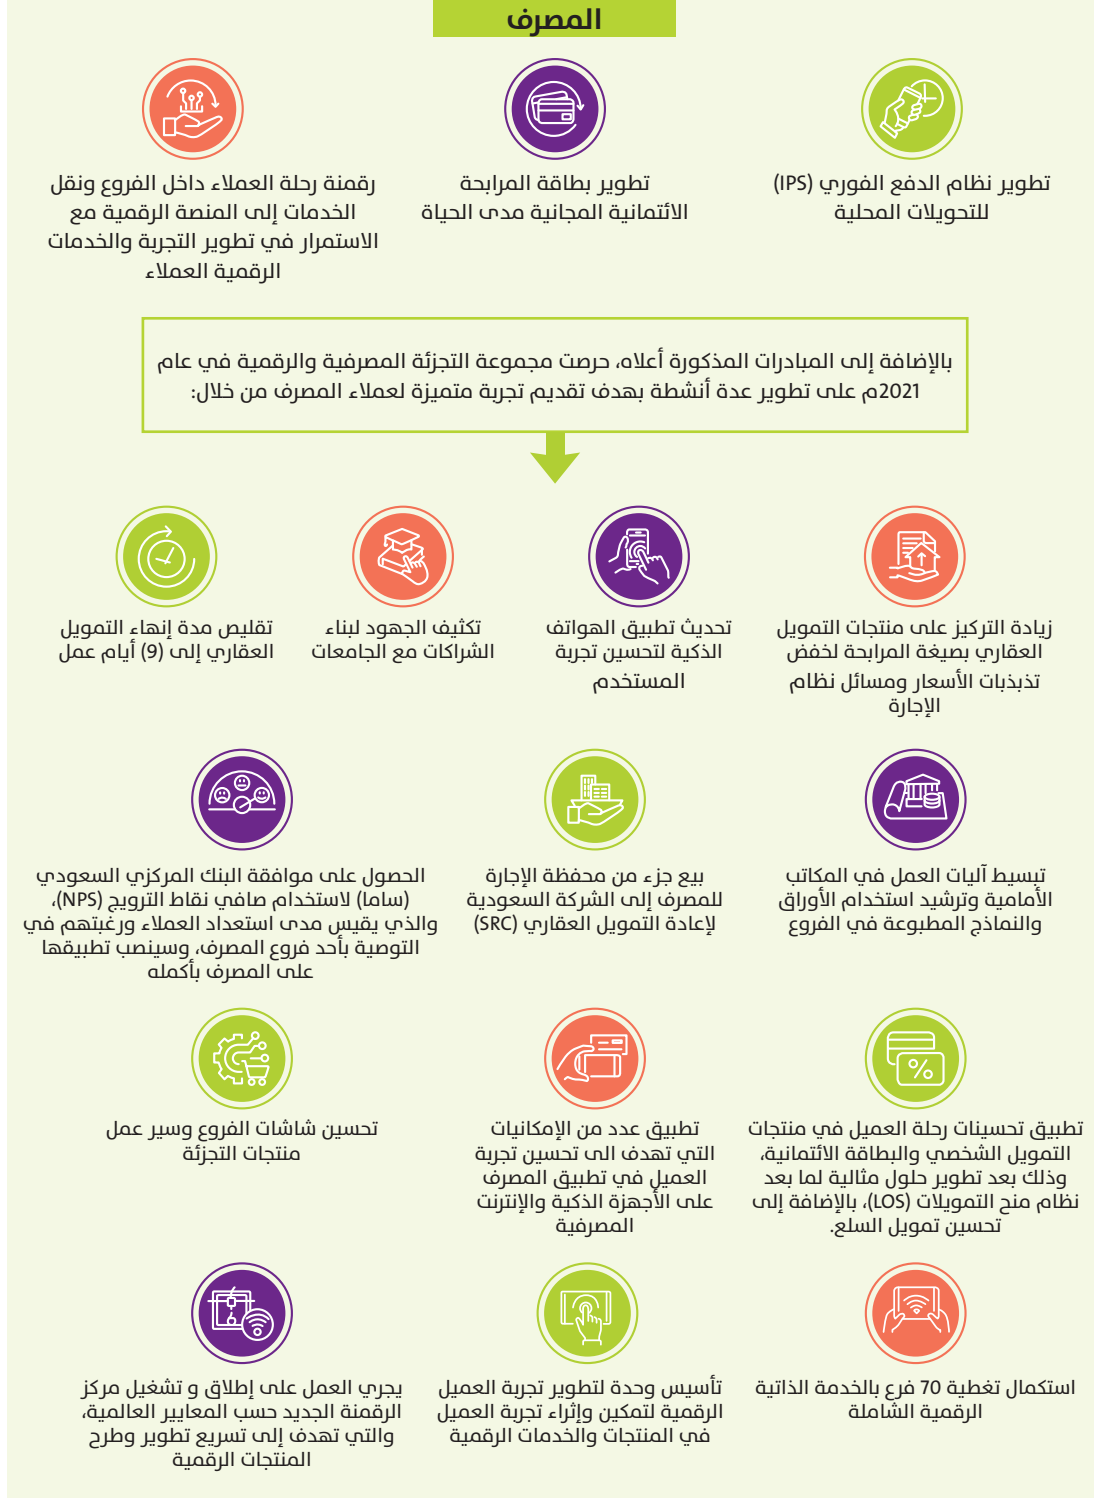 المصرف
تطوير نظام الدفع الفوري (IPS)
للتحويلات المحلية
تطوير بطاقة المرابحة
الائتمانية المجانية مدى الحياة
رقمنة رحلة العملاء داخل الفروع ونقل
الخدمات إلى المنصة الرقمية مع
الاستمرار في تطوير التجربة والخدمات
الرقمية العملاء
بالإضافة إلى المبادرات المذكورة أعلاه، حرصت مجموعة التجزئة المصرفية والرقمية في عام
2021م على تطوير عدة أنشطة بهدف تقديم تجربة متميزة لعملاء المصرف من خلال:
زيادة التركيز على منتجات التمويل
العقاري بصيغة المرابحة لخفض
تذبذبات الأسعار ومسائل نظام
الإجارة
تحديث تطبيق الهواتف
الذكية لتحسين تجربة
المستخدم
تكثيف الجهود لبناء
الشراكات مع الجامعات
تقليص مدة إنهاء التمويل
العقاري إلى (9) أيام عمل
تبسيط آليات العمل في المكاتب
الأمامية وترشيد استخدام الأوراق
والنماذج المطبوعة في الفروع
بيع جزء من محفظة الإجارة
للمصرف إلى الشركة السعودية
لإعادة التمويل العقاري (SRC)
الحصول على موافقة البنك المركزي السعودي
(ساما) لاستخدام صافي نقاط الترويج (NPS)،
والذي يقيس مدى استعداد العملاء ورغبتهم في
التوصية بأحد فروع المصرف، وسينصب تطبيقها
على المصرف بأكمله
تطبيق تحسينات رحلة العميل في منتجات
التمويل الشخصي والبطاقة الائتمانية،
وذلك بعد تطوير حلول مثالية لما بعد
نظام منح التمويلات (LOS)، بالإضافة إلى
تحسين تمويل السلع.
تطبيق عدد من الإمكانيات
التي تهدف الى تحسين تجربة
العميل في تطبيق المصرف
على الأجهزة الذكية والإنترنت
المصرفية
تحسين شاشات الفروع وسير عمل
منتجات التجزئة
استكمال تغطية 70 فرع بالخدمة الذاتية
الرقمية الشاملة
تأسيس وحدة لتطوير تجربة العميل
الرقمية لتمكين وإثراء تجربة العميل
في المنتجات والخدمات الرقمية
يجري العمل على إطلاق و تشغيل مركز
الرقمنة الجديد حسب المعايير العالمية،
والتي تهدف إلى تسريع تطوير وطرح
المنتجات الرقمية